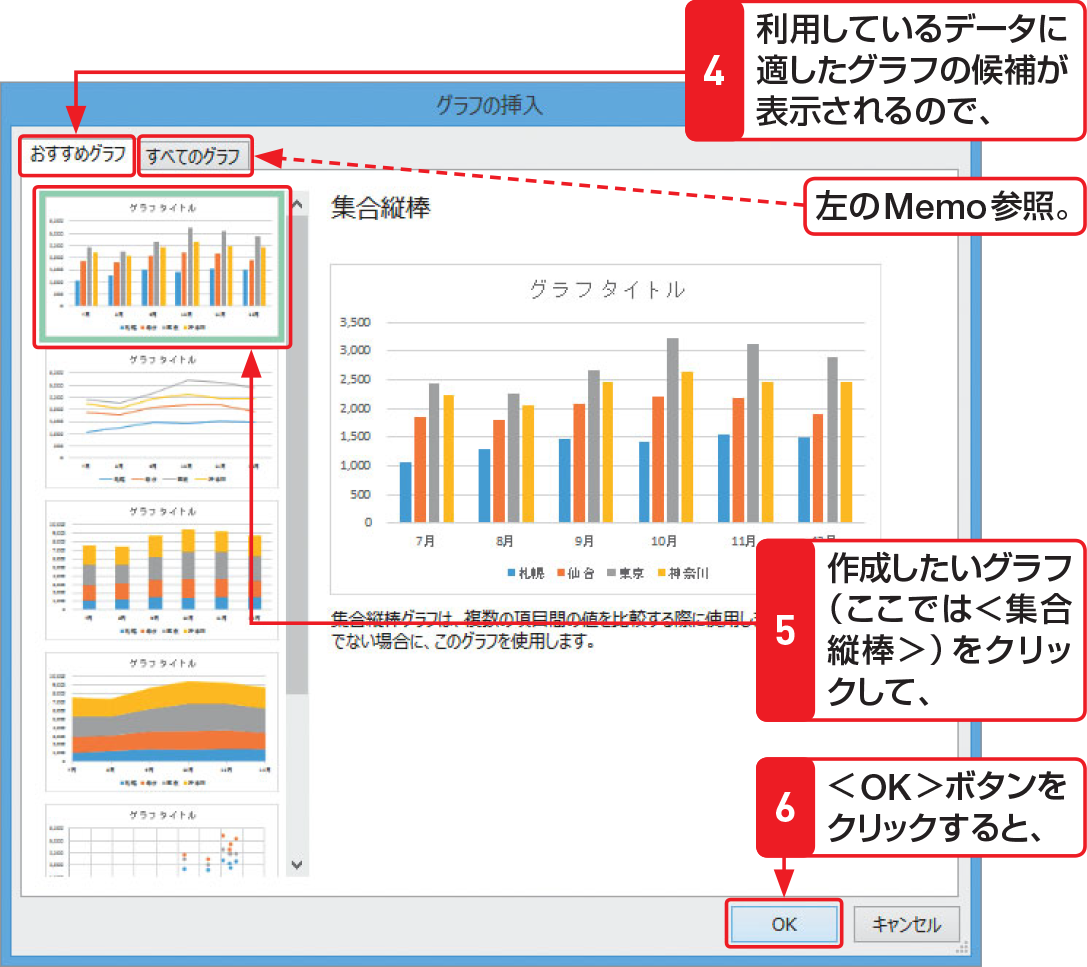 4
利用しているデータに
適したグラフの候補が
表示されるので、
グラフの挿入
おすすめグラフ
すべてのグラフ
左のMemo参照。
グラフ タイトル
グラフ タイトル
グラフ タイトル
グラフ タイトル
グラフ タイトル
集合縦棒
グラフ タイトル
3,500
3,000
2,500
2,000
1,500
1,000
500
0
7月 8月 9月 10月 11月
札幌 仙台 東京 神奈川
集合縦棒グラフは、複数の項目間の値を比較する際に使用し
でない場合に、このグラフを使用します。
5
作成したいグラフ
（ここでは＜集合
縦棒＞）をクリッ
クして、
6
＜OK＞ボタンを
クリックすると、
OK
キャンセル